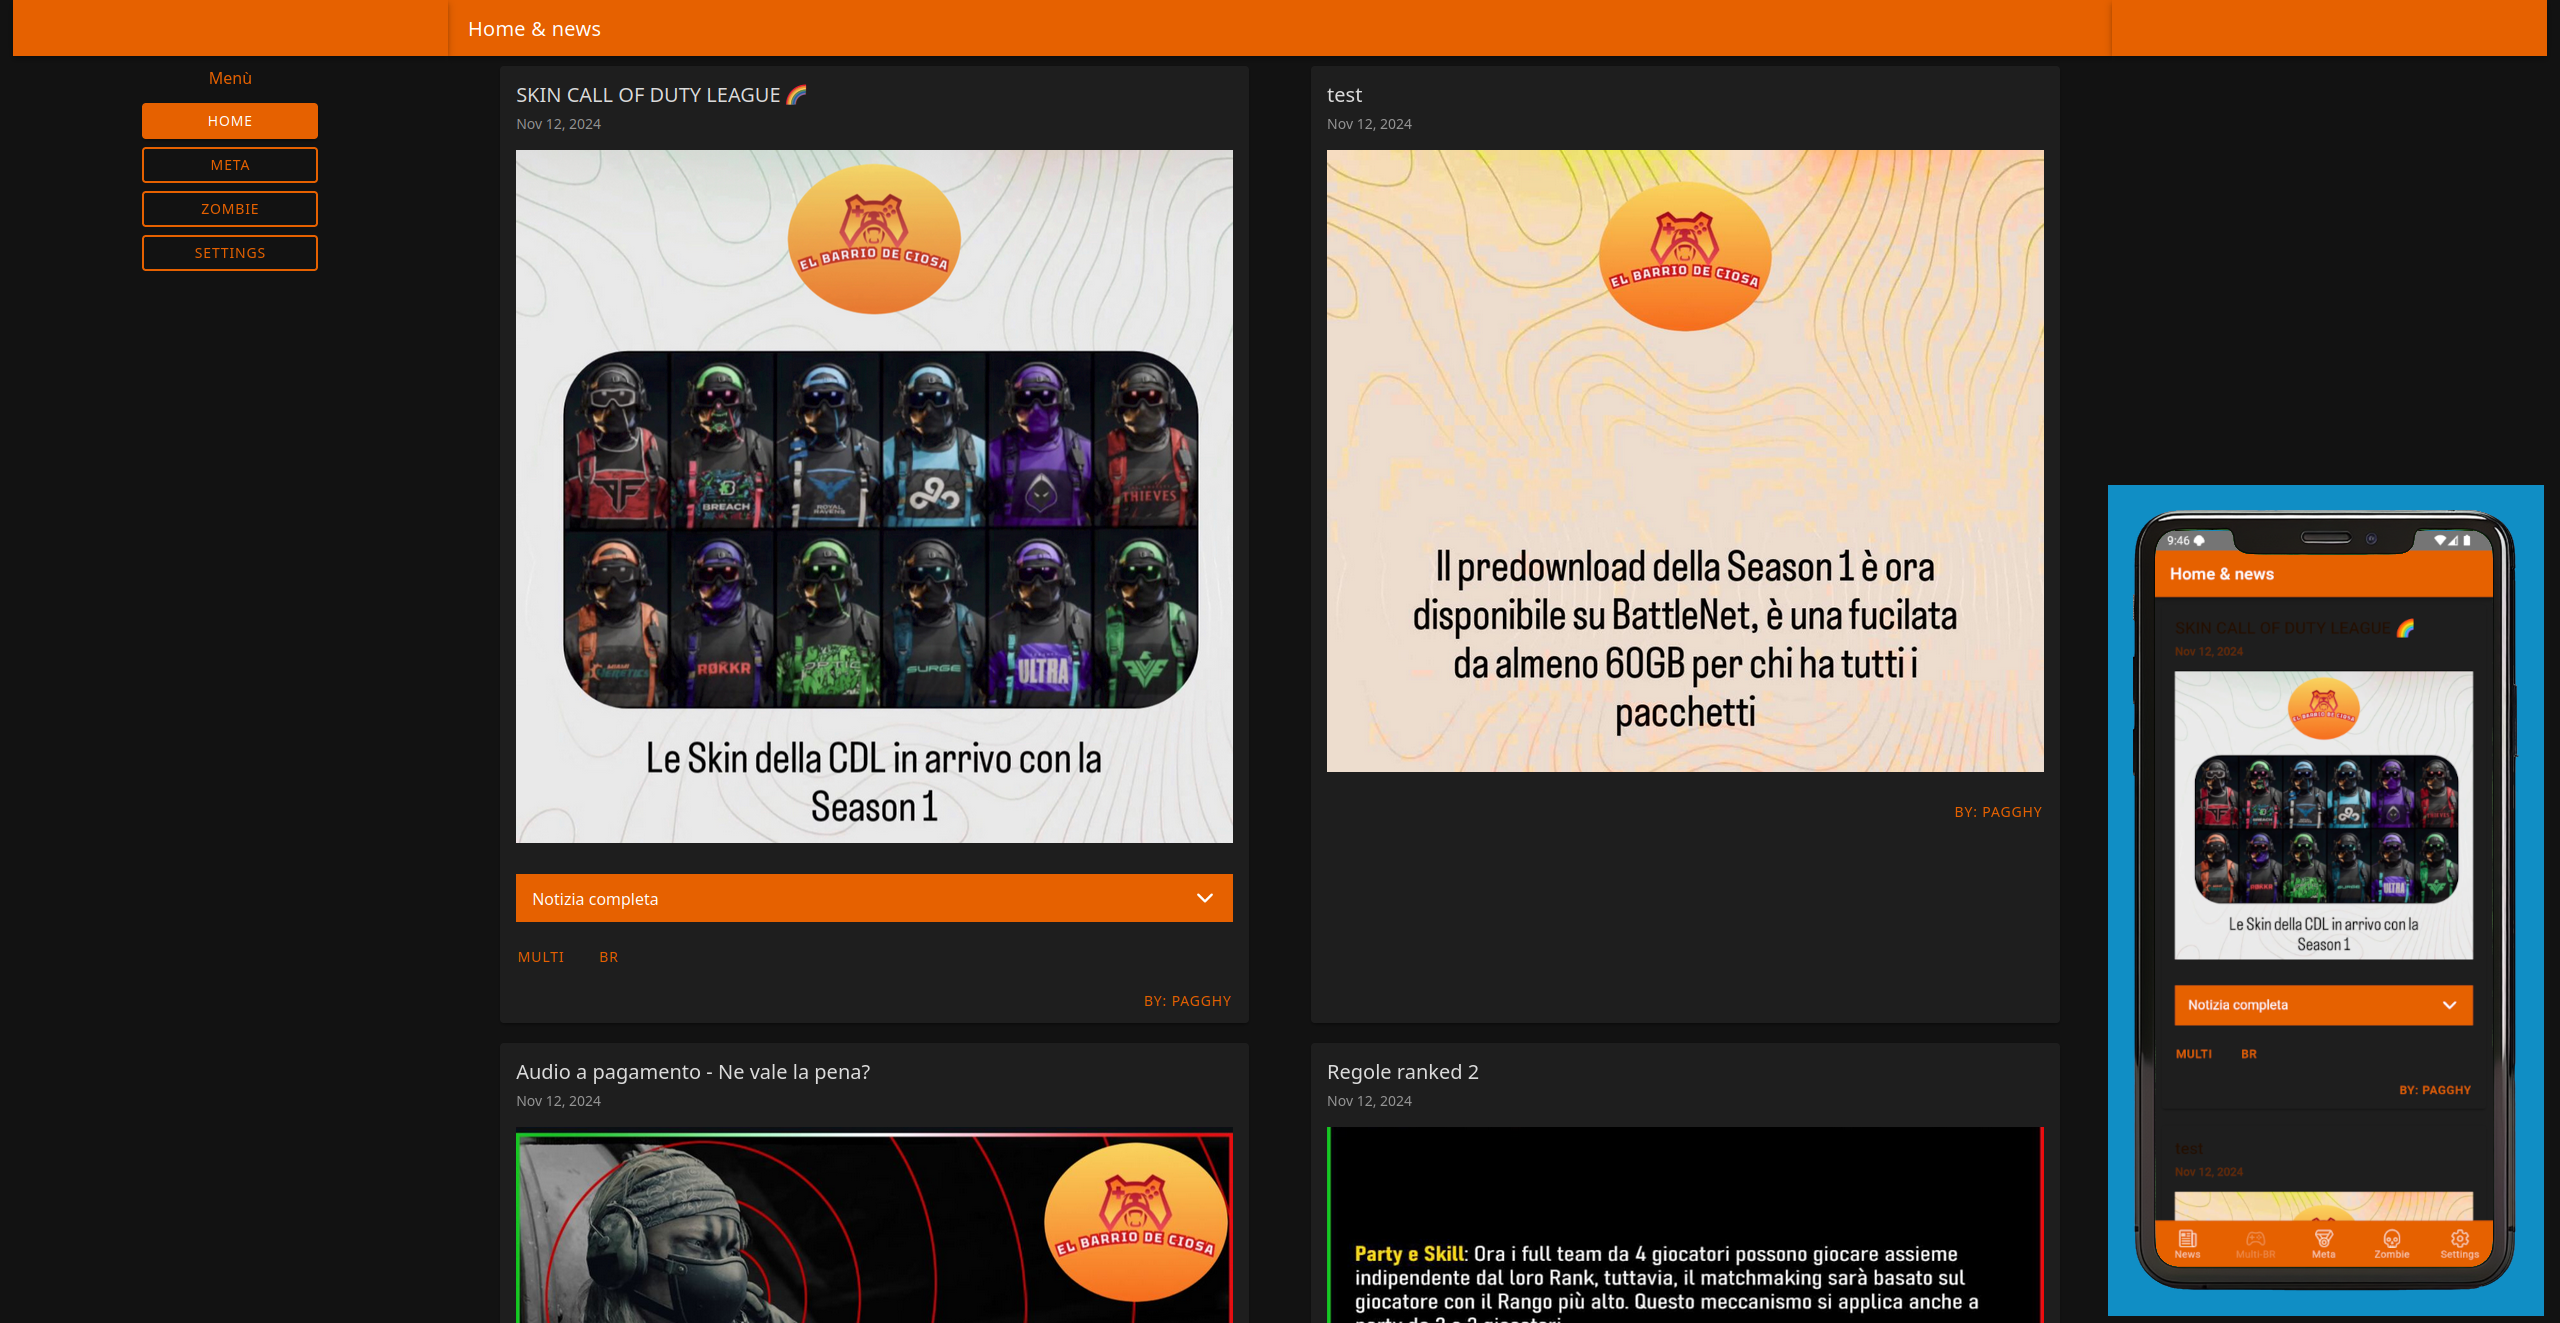 Home & news
Menù
HOME
META
ZOMBIE
SETTINGS
SKIN CALL OF DUTY LEAGUE 🌈
Nov 12, 2024
EL BARRIO DE CIOSA
BREACH
ROYAL RAVENS
THIEVES
RØKKR
OPTIC
SURGE
ULTRA
Le Skin della CDL in arrivo con la
Season 1
Notizia completa
MULTI BR
BY: PAGGHY
test
Nov 12, 2024
EL BARRIO DE CIOSA
Il predownload della Season 1 è ora
disponibile su BattleNet, è una fucilata
da almeno 60GB per chi ha tutti i
pacchetti
BY: PAGGHY
Audio a pagamento - Ne vale la pena?
Nov 12, 2024
EL BARRIO DE CIOSA
Regole ranked 2
Nov 12, 2024
Party e Skill: Ora i full team da 4 giocatori possono giocare assieme
indipendente dal loro Rank, tuttavia, il matchmaking sarà basato sul
giocatore con il Rango più alto. Questo meccanismo si applica anche a
9:46
Home & news
SKIN CALL OF DUTY LEAGUE 🌈
Nov 12, 2024
EL BARRIO DE CIOSA
Le Skin della CDL in arrivo con la
Season 1
Notizia completa
MULTI BR
BY: PAGGHY
test
Nov 12, 2024
News Multi-BR Meta Zombie Settings